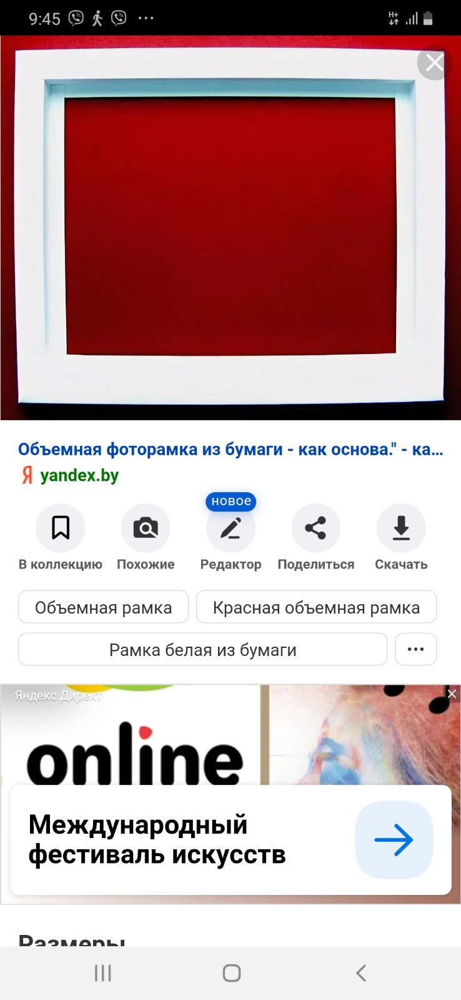 9:45
H+
Объемная фоторамка из бумаги - как основа." - ка...
Я yandex.by
новое
В коллекцию
Похожие
Редактор
Поделиться
Скачать
Объемная рамка
Красная объемная рамка
Рамка белая из бумаги
Яндекс.Директ
online
Международный
фестиваль искусств
Размеры